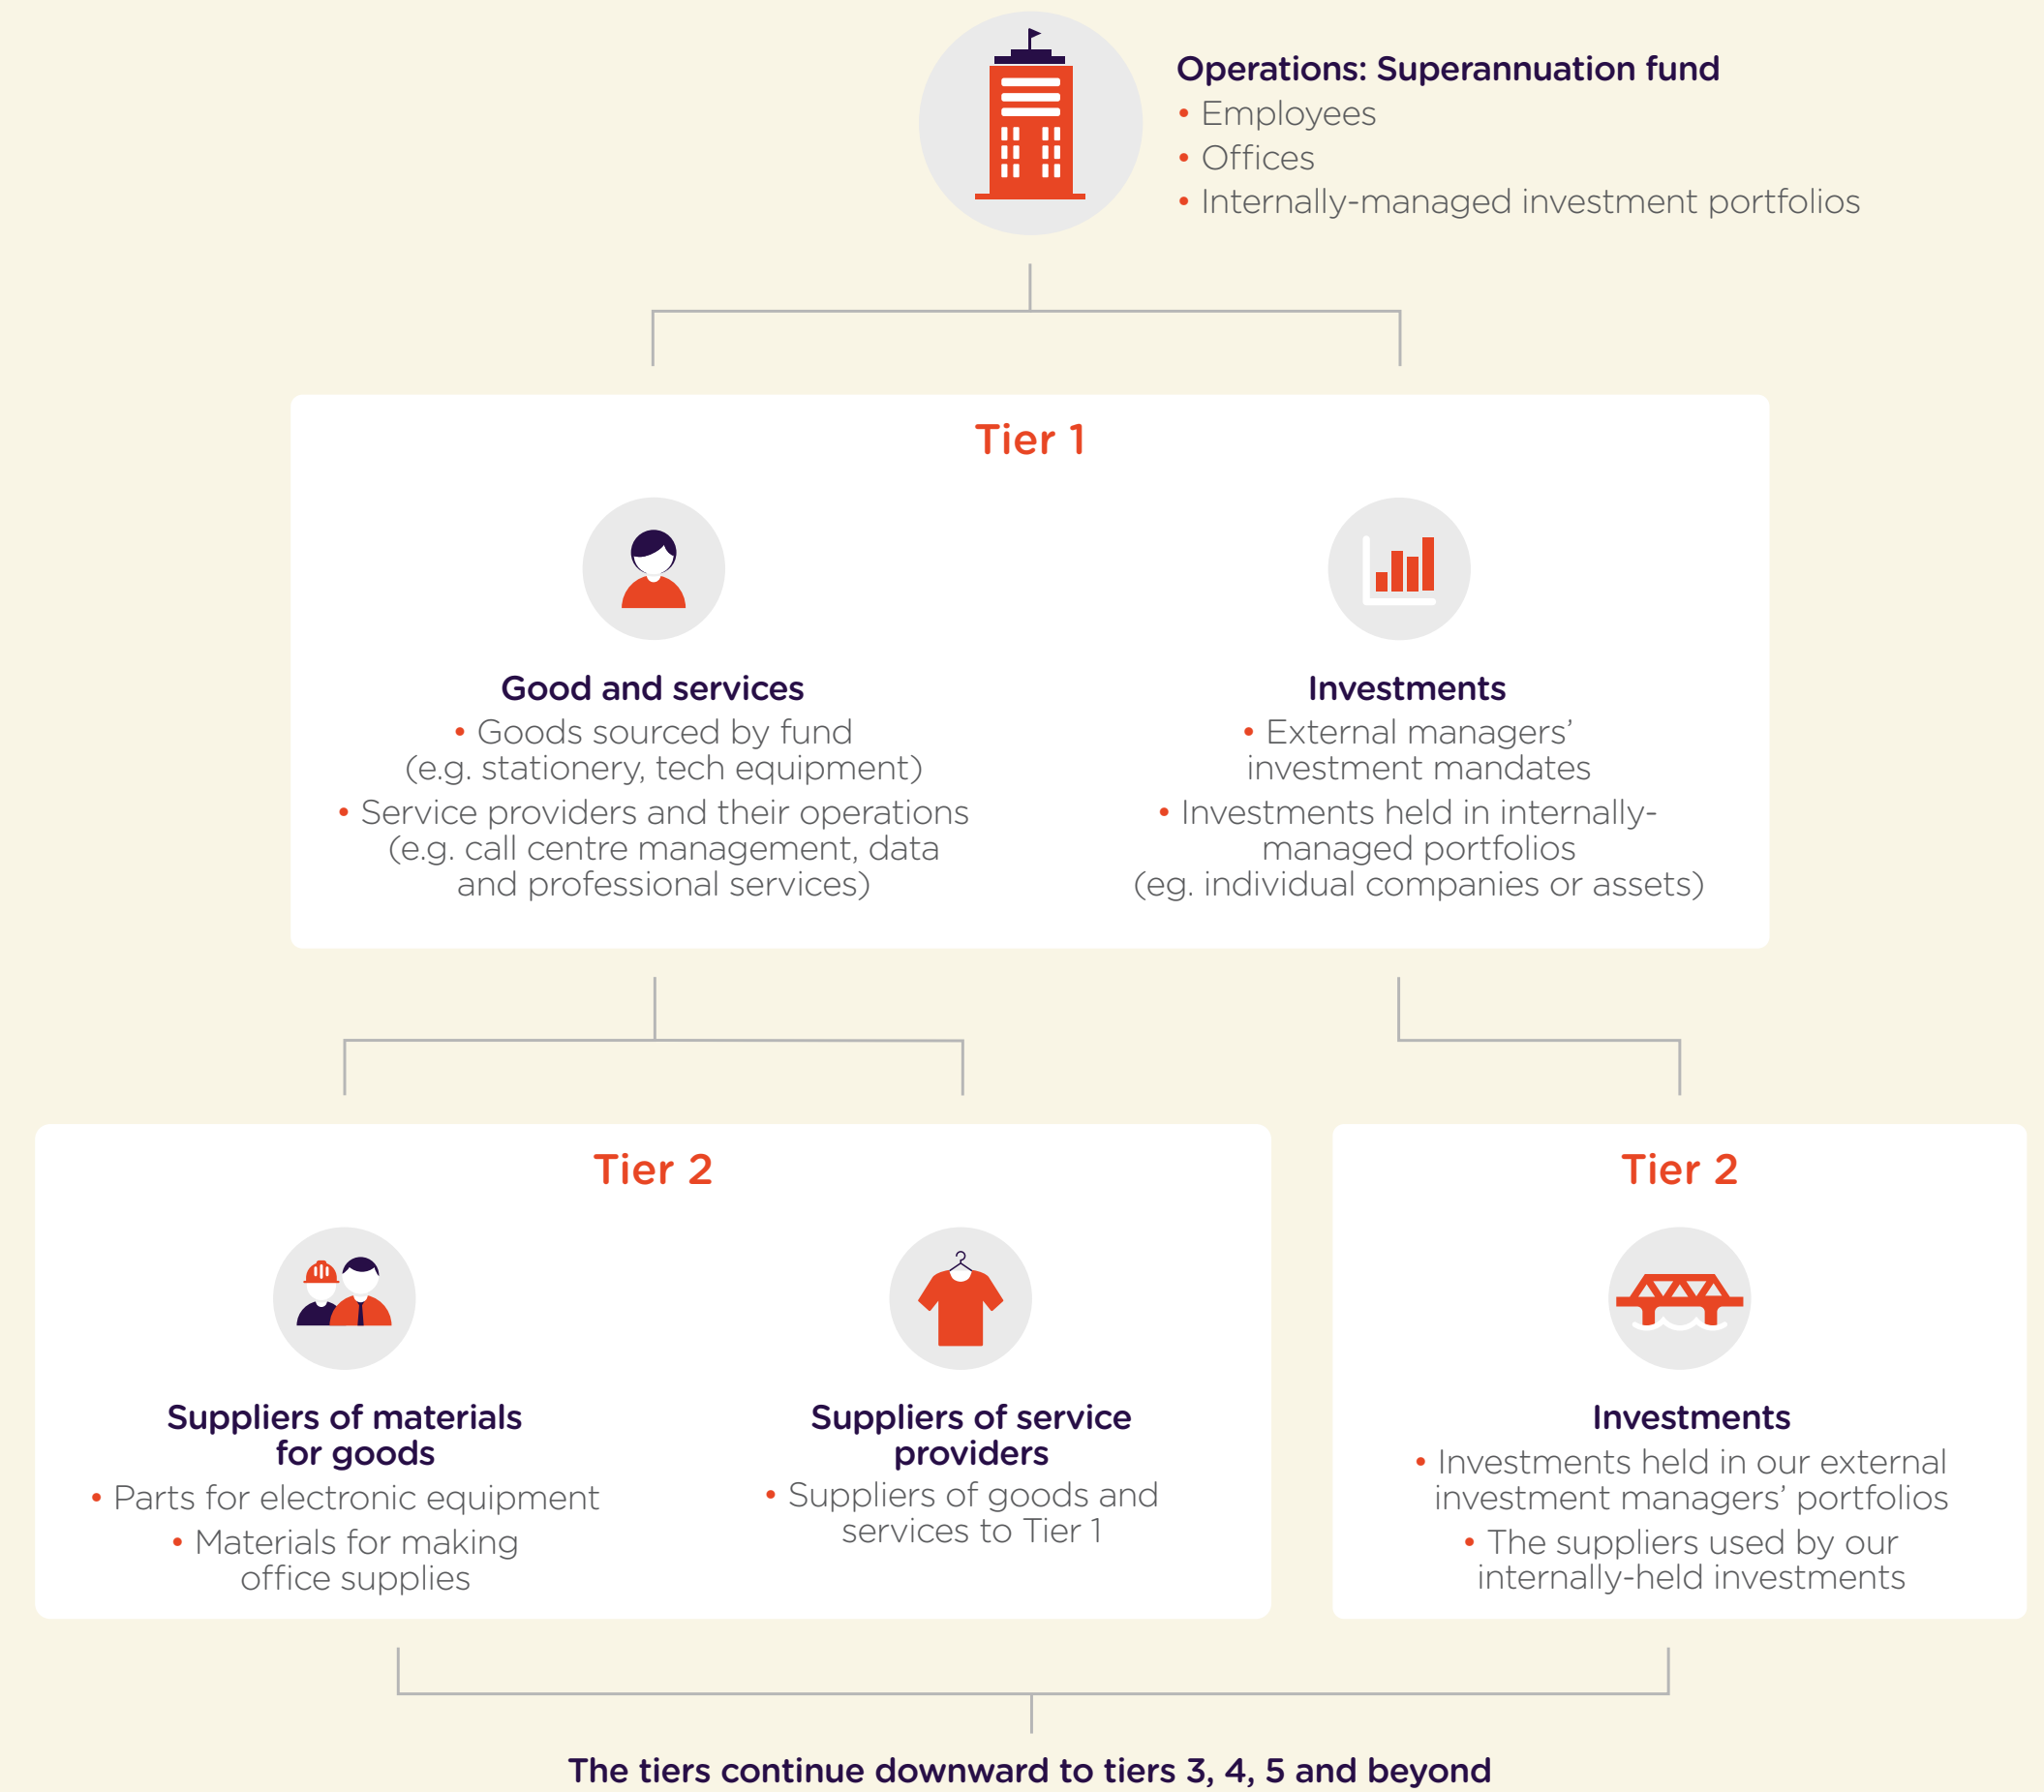 Operations: Superannuation fund
• Employees
• Offices
• Internally-managed investment portfolios
Tier 1
Good and services
• Goods sourced by fund
(e.g. stationery, tech equipment)
• Service providers and their operations
(e.g. call centre management, data
and professional services)
Investments
• External managers’
investment mandates
• Investments held in internally-
managed portfolios
(eg. individual companies or assets)
Tier 2
Suppliers of materials
for goods
• Parts for electronic equipment
• Materials for making
office supplies
Suppliers of service
providers
• Suppliers of goods and
services to Tier 1
Tier 2
Investments
• Investments held in our external
investment managers’ portfolios
• The suppliers used by our
internally-held investments
The tiers continue downward to tiers 3, 4, 5 and beyond